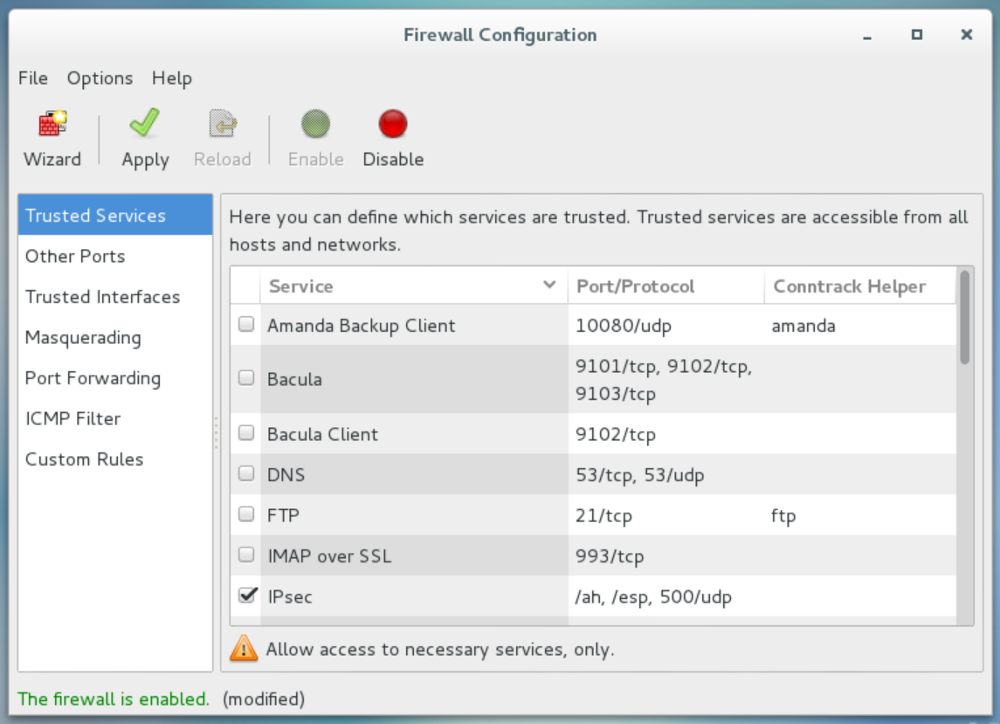 Firewall Configuration
File Options Help
Wizard Apply Reload Enable Disable
Trusted Services
Other Ports
Trusted Interfaces
Masquerading
Port Forwarding
ICMP Filter
Custom Rules
Here you can define which services are trusted. Trusted services are accessible from all
hosts and networks.
Service Port/Protocol Conntrack Helper
Amanda Backup Client 10080/udp amanda
Bacula 9101/tcp, 9102/tcp,
9103/tcp
Bacula Client 9102/tcp
DNS 53/tcp, 53/udp
FTP 21/tcp ftp
IMAP over SSL 993/tcp
IPsec /ah, /esp, 500/udp
Allow access to necessary services, only.
The firewall is enabled. (modified)